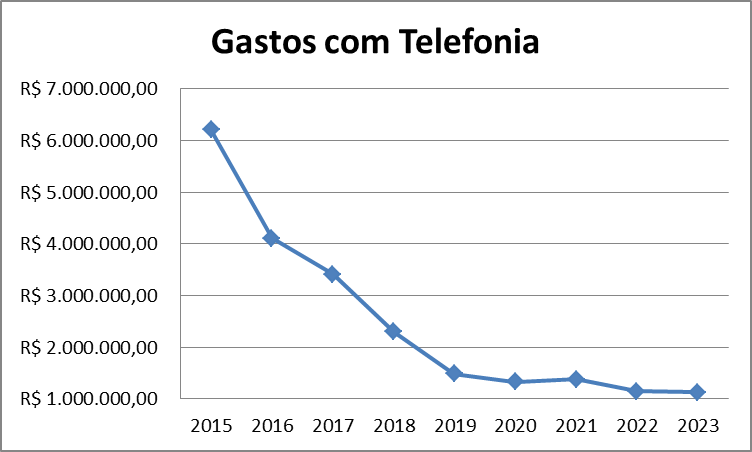 Gastos com Telefonia
R$ 7.000.000,00
R$ 6.000.000,00
R$ 5.000.000,00
R$ 4.000.000,00
R$ 3.000.000,00
R$ 2.000.000,00
R$ 1.000.000,00
2015 2016 2017 2018 2019 2020 2021 2022 2023